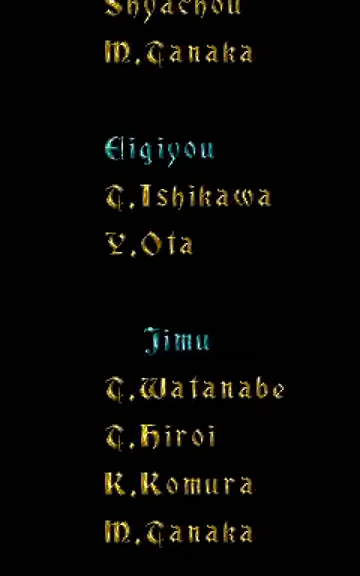 Shyachou
M.Tanaka
Eigiyou
T.Ishikawa
Y.Ota
Jimu
T.Watanabe
T.Hiroi
K.Komura
M.Tanaka